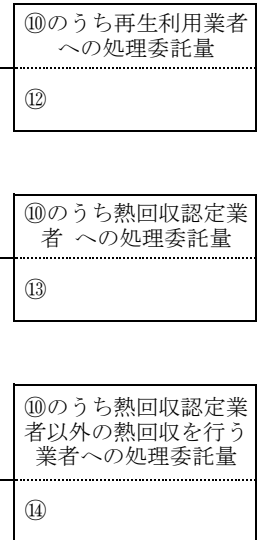 ⑩のうち再生利用業者
への処理委託量
⑫
⑩のうち熱回収認定業
者 への処理委託量
⑬
⑩のうち熱回収認定業
者以外の熱回収を行う
業者への処理委託量
⑭